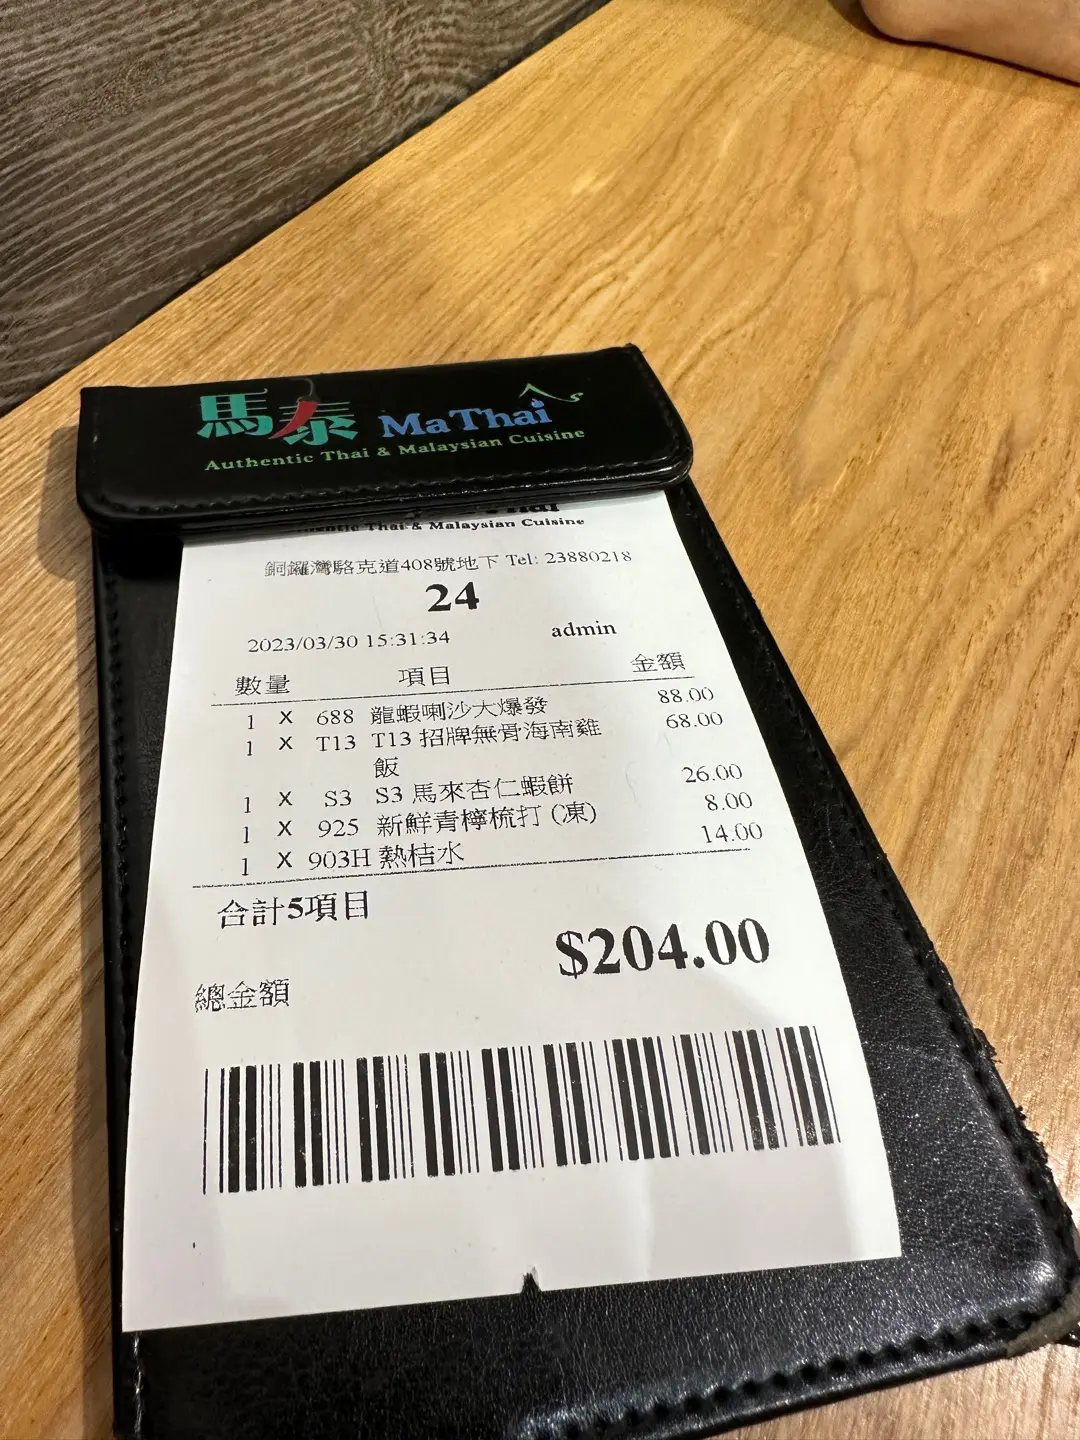 馬泰 MaThai
Authentic Thai & Malaysian Cuisine
Thai & Malaysian Cuisine
銅鑼灣駱克道408號地下 Tel: 23880218
24
2023/03/30 15:31:34 admin
數量 項目 金額
1 X 688 龍蝦喇沙大爆發 88.00
1 X T13 T13 招牌無骨海南雞 68.00
飯
1 X S3 S3 馬來杏仁蝦餅 26.00
1 X 925 新鮮青檸梳打 (凍) 8.00
1 X 903H 熱桔水 14.00
合計5項目
$204.00
總金額